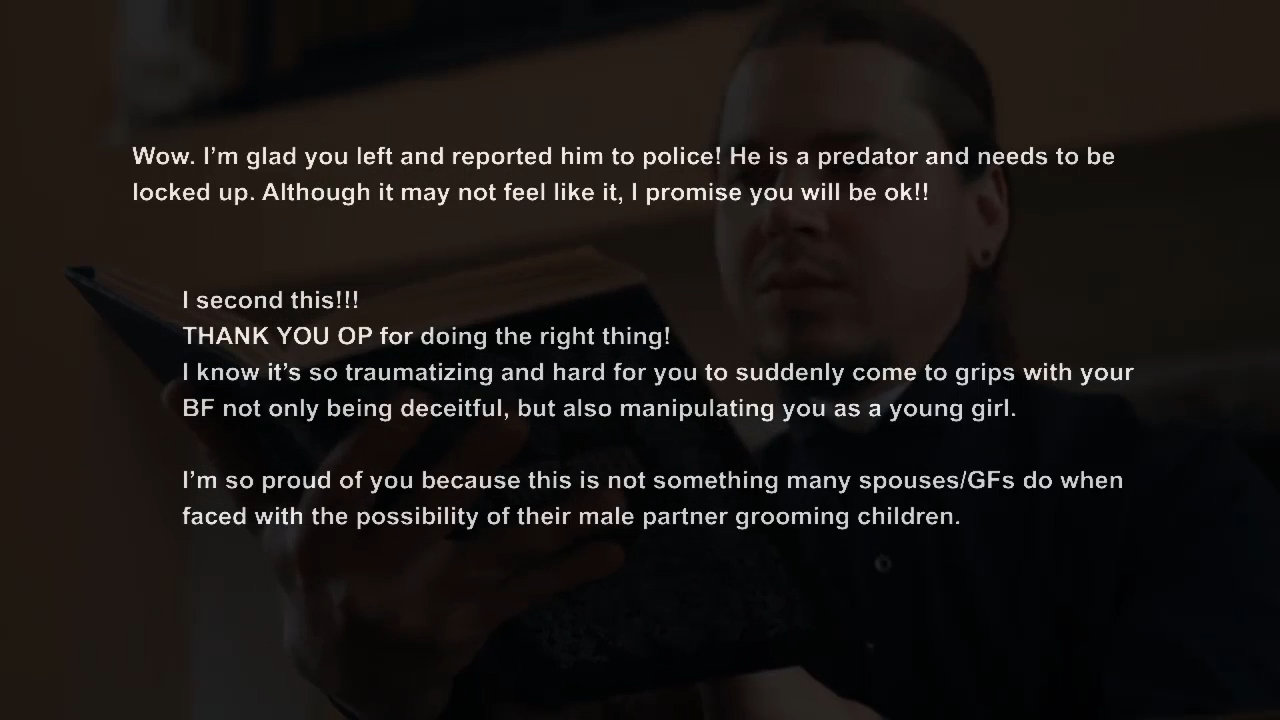 Wow. I’m glad you left and reported him to police! He is a predator and needs to be
locked up. Although it may not feel like it, I promise you will be ok!!
I second this!!!
THANK YOU OP for doing the right thing!
I know it’s so traumatizing and hard for you to suddenly come to grips with your
BF not only being deceitful, but also manipulating you as a young girl.
I’m so proud of you because this is not something many spouses/GFs do when
faced with the possibility of their male partner grooming children.